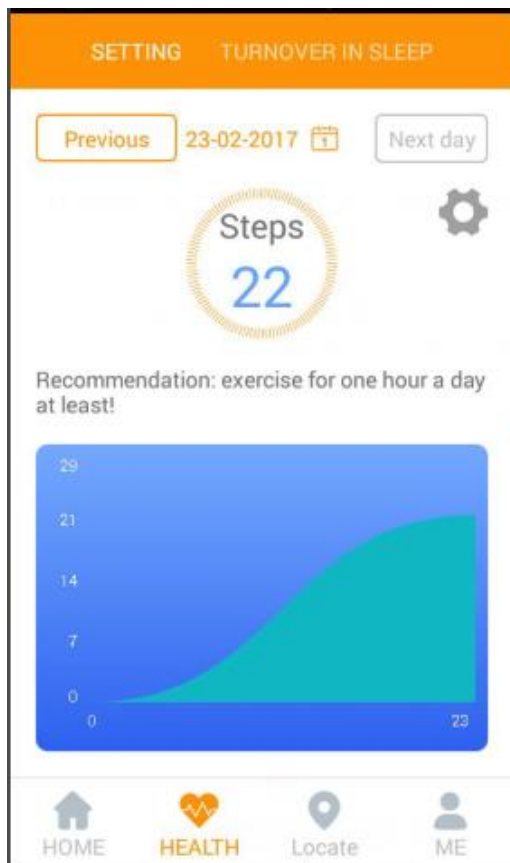 SETTING TURNOVER IN SLEEP
Previous 23-02-2017 1 Next day
Steps
22
Recommendation: exercise for one hour a day
at least!
29
21
14
7
0
0 23
HOME HEALTH Locate ME